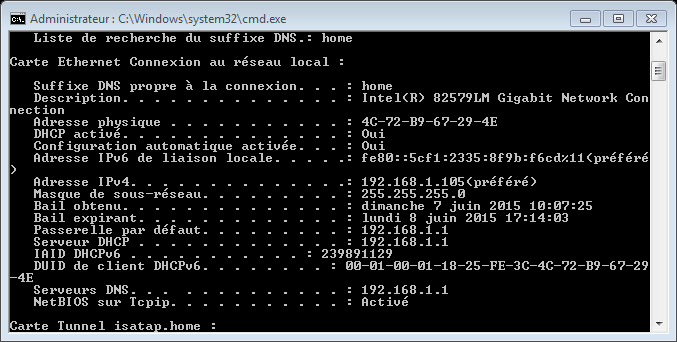 Administrateur : C:\Windows\system32\cmd.exe
Liste de recherche du suffixe DNS.: home
Carte Ethernet Connexion au réseau local :
Suffixe DNS propre à la connexion. . . : home
Description. . . . . . . . . . . . . . : Intel(R) 82579LM Gigabit Network Con
nection
Adresse physique . . . . . . . . . . . : 4C-72-B9-67-29-4E
DHCP activé. . . . . . . . . . . . . . : Oui
Configuration automatique activée. . . : Oui
Adresse IPv6 de liaison locale. . . . .: fe80::5cf1:2335:8f9b:f6cd%11(préféré
)
Adresse IPv4. . . . . . . . . . . . . .: 192.168.1.105(préféré)
Masque de sous-réseau. . . . . . . . . : 255.255.255.0
Bail obtenu. . . . . . . . . . . . . . : dimanche 7 juin 2015 10:07:25
Bail expirant. . . . . . . . . . . . . : lundi 8 juin 2015 17:14:03
Passerelle par défaut. . . . . . . . . : 192.168.1.1
Serveur DHCP . . . . . . . . . . . . . : 192.168.1.1
IAID DHCPv6 . . . . . . . . . . . : 239891129
DUID de client DHCPv6. . . . . . . . : 00-01-00-01-18-25-FE-3C-4C-72-B9-67-29
-4E
Serveurs DNS. . . . . . . . . . . . . : 192.168.1.1
NetBIOS sur Tcpip. . . . . . . . . . . : Activé
Carte Tunnel isatap.home :